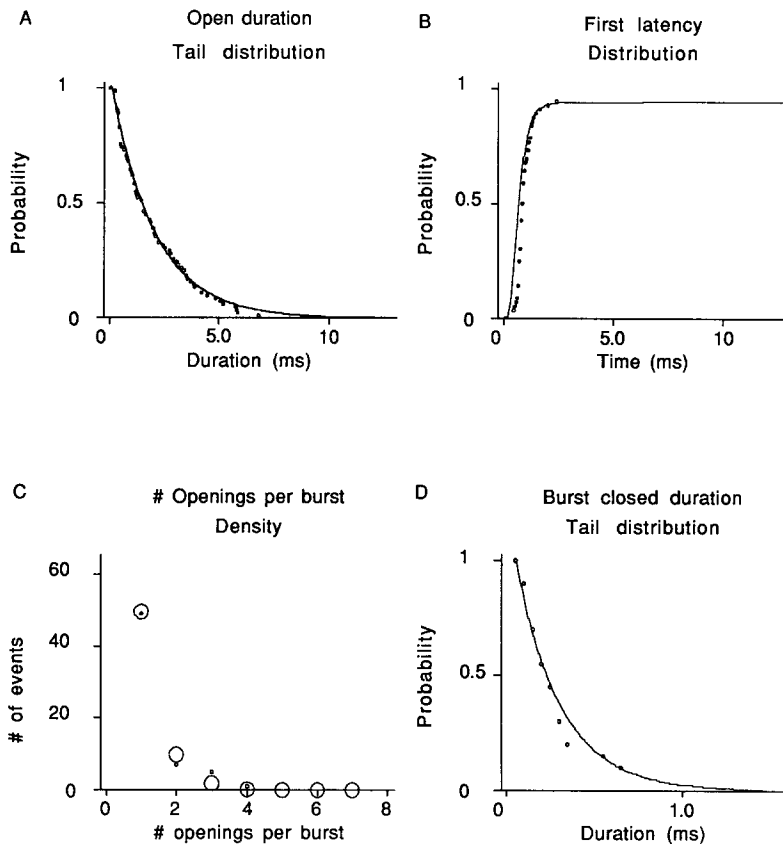 A
Open duration
Tail distribution
1
0.5
0
Probability
0
5.0
10
Duration (ms)
B
First latency
Distribution
1
0.5
0
Probability
0
5.0
10
Time (ms)
C
# Openings per burst
Density
60
40
20
0
# of events
0
2
4
6
8
# openings per burst
D
Burst closed duration
Tail distribution
1
0.5
0
Probability
0
1.0
Duration (ms)